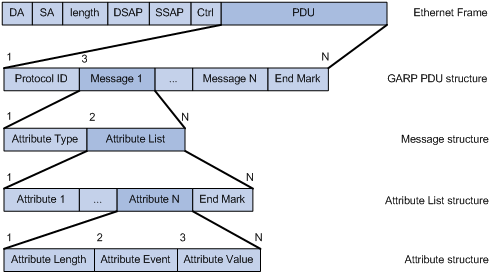 DA SA length DSAP SSAP Ctrl PDU Ethernet Frame
1 3 N
Protocol ID Message 1 ... Message N End Mark GARP PDU structure
1 2 N
Attribute Type Attribute List Message structure
1 N
Attribute 1 ... Attribute N End Mark Attribute List structure
1 2 3 N
Attribute Length Attribute Event Attribute Value Attribute structure